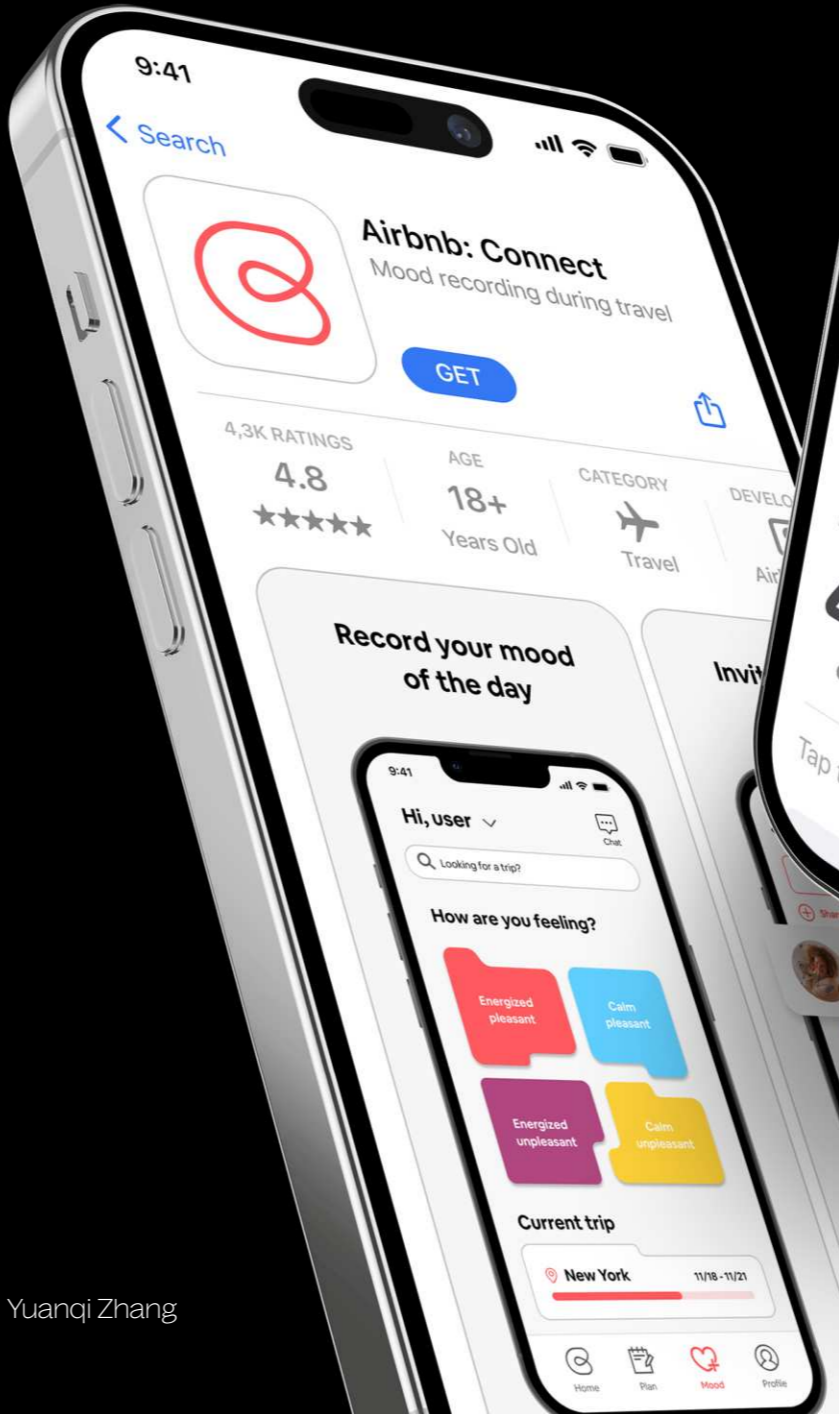 9:41
Search
Airbnb: Connect
Mood recording during travel
GET
4,3K RATINGS
4.8
AGE
18+
Years Old
CATEGORY
Travel
Record your mood
of the day
9:41
Hi, user
Chat
Looking for a trip?
How are you feeling?
Energized
pleasant
Calm
pleasant
Energized
unpleasant
Calm
unpleasant
Current trip
New York
11/18 - 11/21
Home
Plan
Mood
Profile
Tap
Yuanqi Zhang